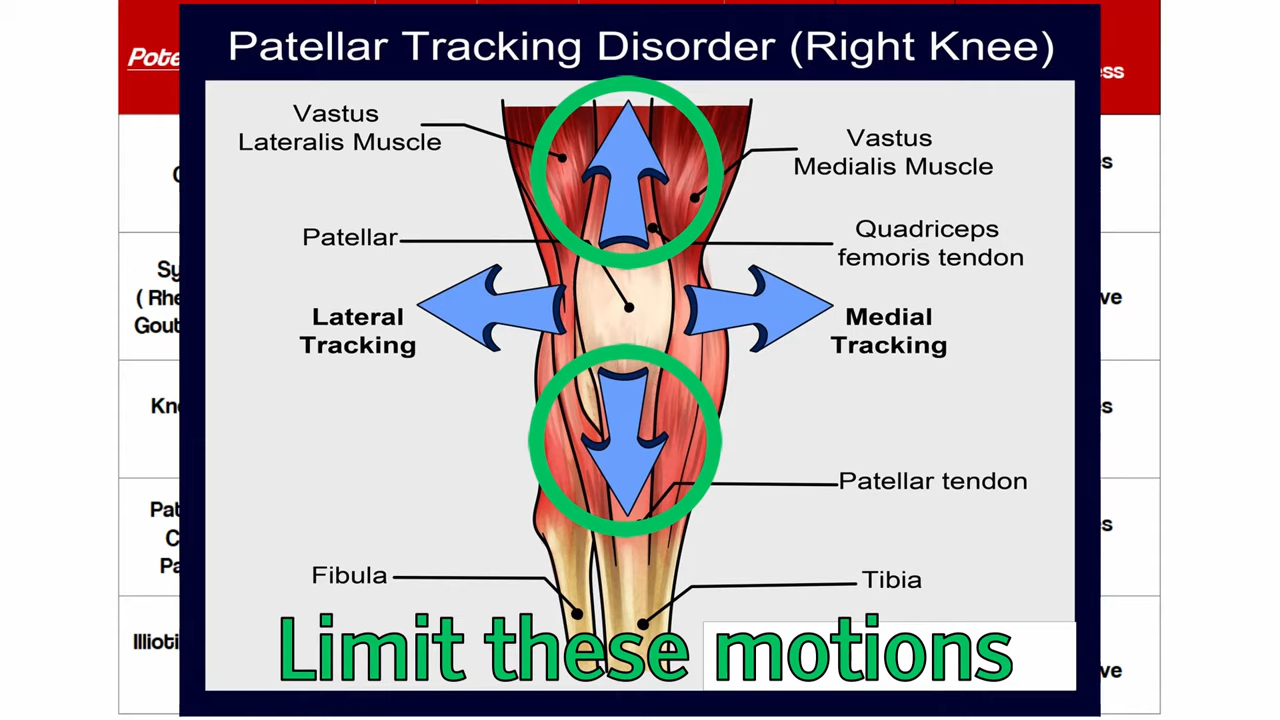 Patellar Tracking Disorder (Right Knee)
Vastus
Lateralis Muscle
Vastus
Medialis Muscle
Patellar
Quadriceps
femoris tendon
Lateral
Tracking
Medial
Tracking
Patellar tendon
Fibula
Tibia
Limit these motions